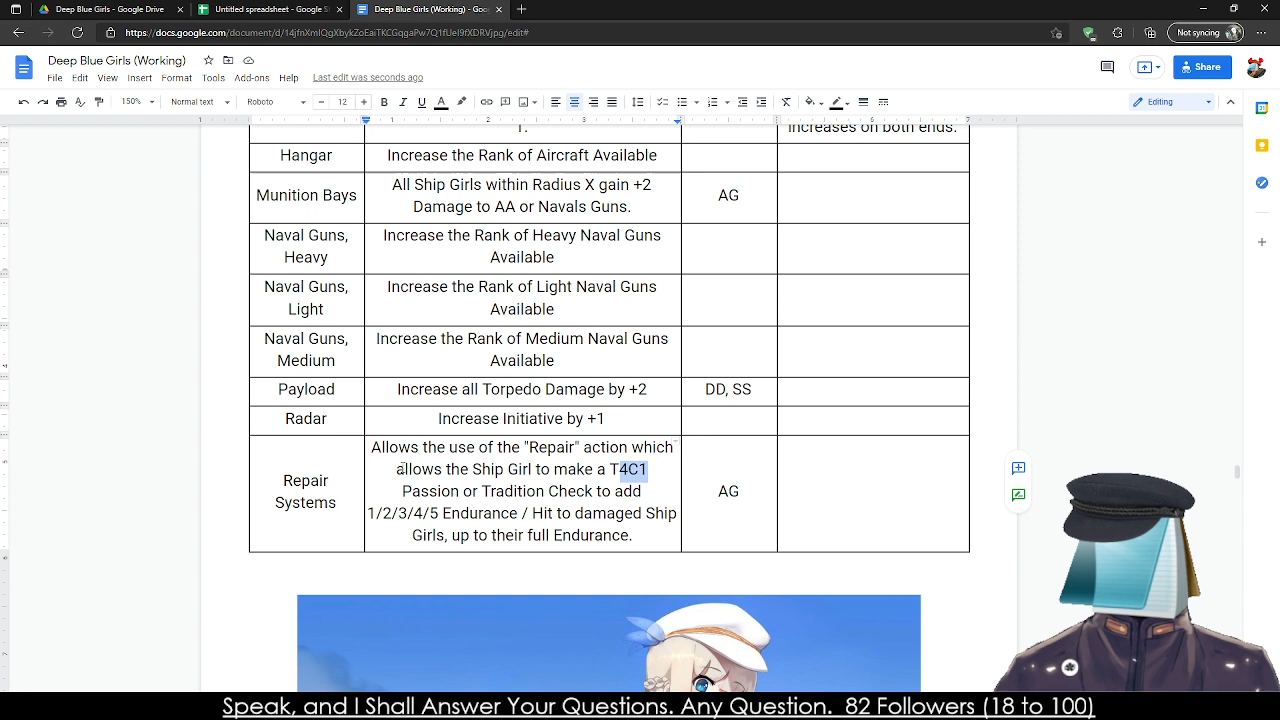 Deep Blue Girls - Google Drive
Untitled spreadsheet - Google S
Deep Blue Girls (Working) - Goo
Not syncing
Deep Blue Girls (Working)
File Edit View Insert Format Tools Add-ons Help Last edit was seconds ago
Share
150% Normal text Roboto 12 Editing
1.
increases on both ends.
Hangar
Increase the Rank of Aircraft Available
Munition Bays
All Ship Girls within Radius X gain +2
Damage to AA or Navals Guns.
AG
Naval Guns,
Heavy
Increase the Rank of Heavy Naval Guns
Available
Naval Guns,
Light
Increase the Rank of Light Naval Guns
Available
Naval Guns,
Medium
Increase the Rank of Medium Naval Guns
Available
Payload
Increase all Torpedo Damage by +2
DD, SS
Radar
Increase Initiative by +1
Repair
Systems
Allows the use of the "Repair" action which
allows the Ship Girl to make a T4C1
Passion or Tradition Check to add
1/2/3/4/5 Endurance / Hit to damaged Ship
Girls, up to their full Endurance.
AG
Speak, and I Shall Answer Your Questions. Any Question. 82 Followers (18 to 100)